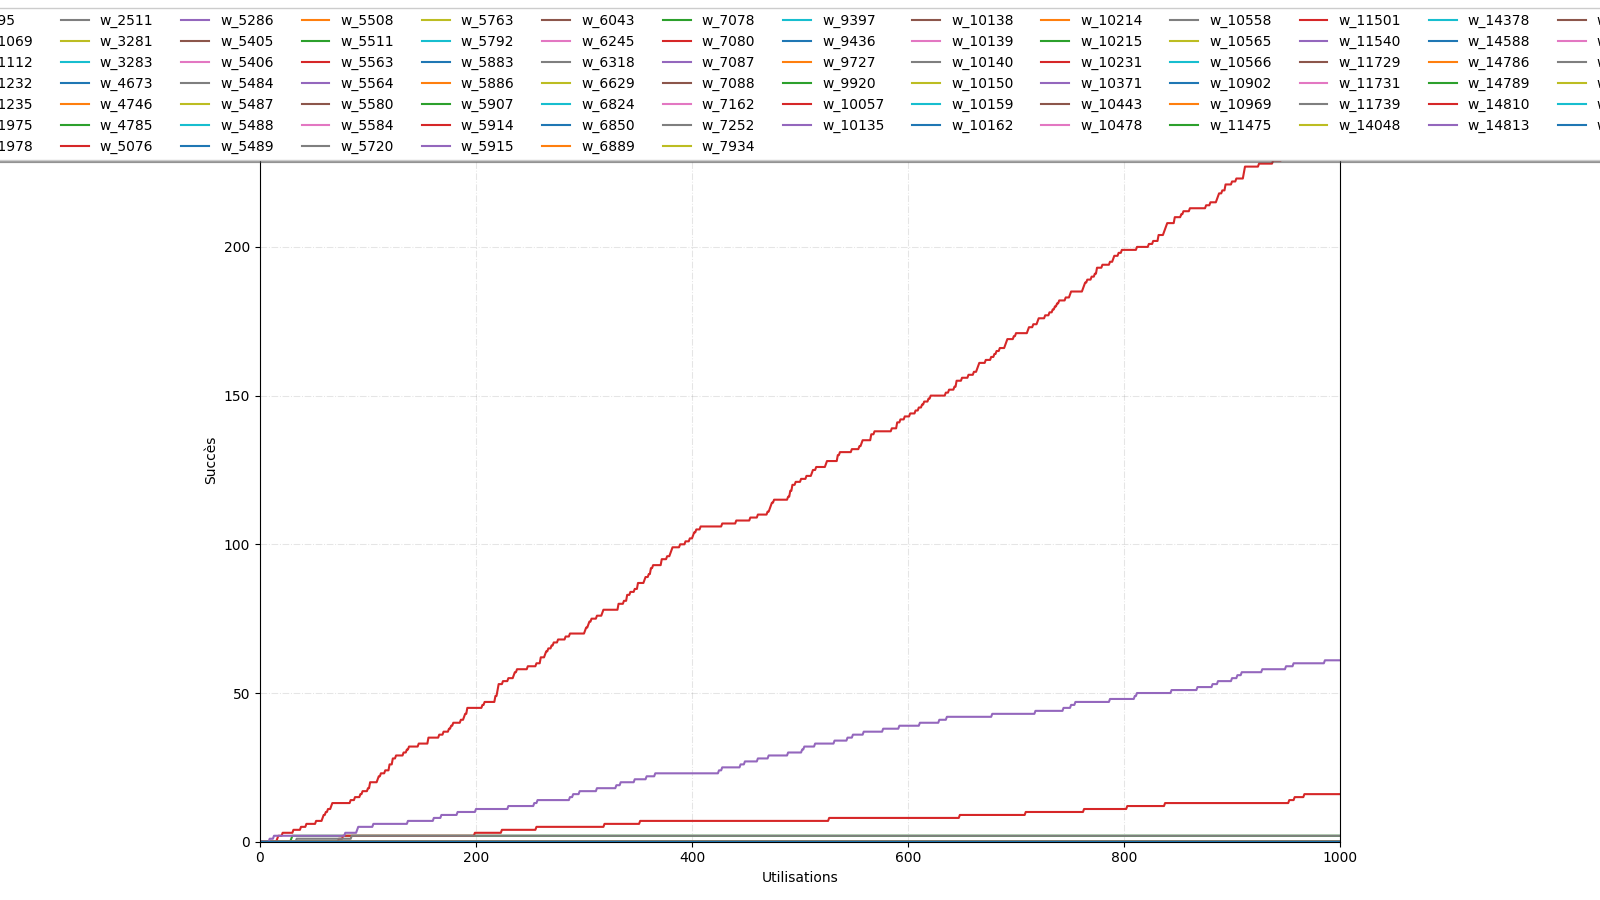 95 w_2511 w_5286 w_5508 w_5763 w_6043 w_7078 w_9397 w_10138 w_10214 w_10558 w_11501 w_14378
1069 w_3281 w_5405 w_5511 w_5792 w_6245 w_7080 w_9436 w_10139 w_10215 w_10565 w_11540 w_14588
1112 w_3283 w_5406 w_5563 w_5883 w_6318 w_7087 w_9727 w_10140 w_10231 w_10566 w_11729 w_14786
1232 w_4673 w_5484 w_5564 w_5886 w_6629 w_7088 w_9920 w_10150 w_10371 w_10902 w_11731 w_14789
1235 w_4746 w_5487 w_5580 w_5907 w_6824 w_7162 w_10057 w_10159 w_10443 w_10969 w_11739 w_14810
1975 w_4785 w_5488 w_5584 w_5914 w_6850 w_7252 w_10135 w_10162 w_10478 w_11475 w_14048 w_14813
1978 w_5076 w_5489 w_5720 w_5915 w_6889 w_7934
200
150
100
50
0
Succès
0 200 400 600 800 1000
Utilisations